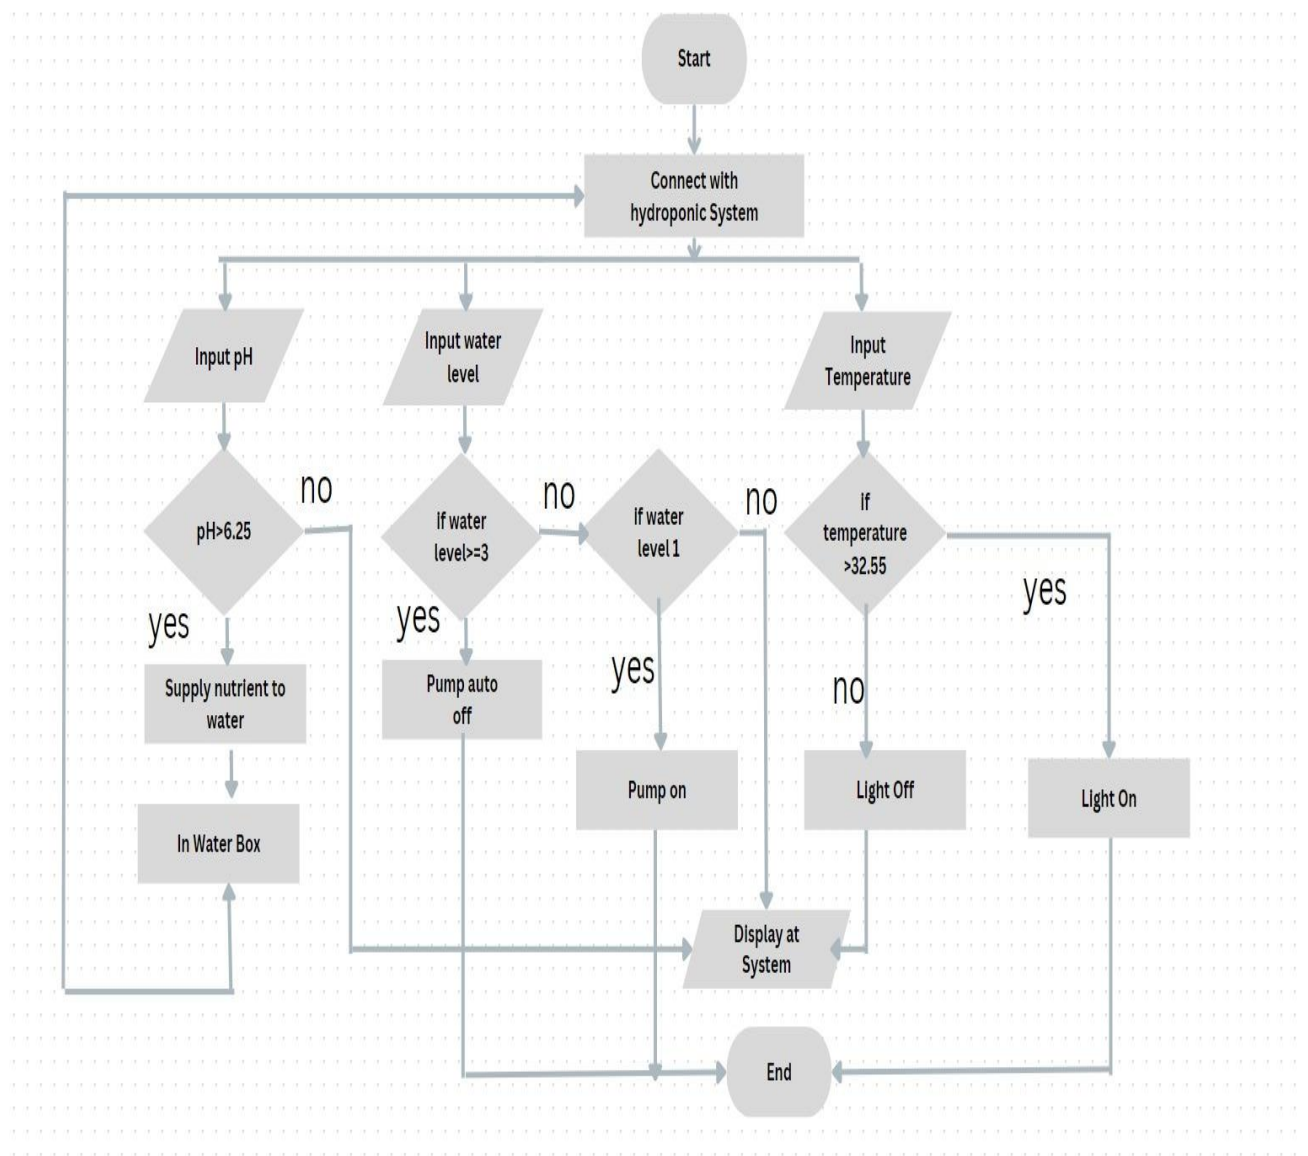 Start
Connect with
hydroponic System
Input pH
Input water
level
Input
Temperature
pH>6.25
no
yes
if water
level>=3
no
yes
if water
level 1
no
yes
if
temperature
>32.55
yes
no
Supply nutrient to
water
In Water Box
Pump auto
off
Pump on
Light Off
Light On
Display at
System
End